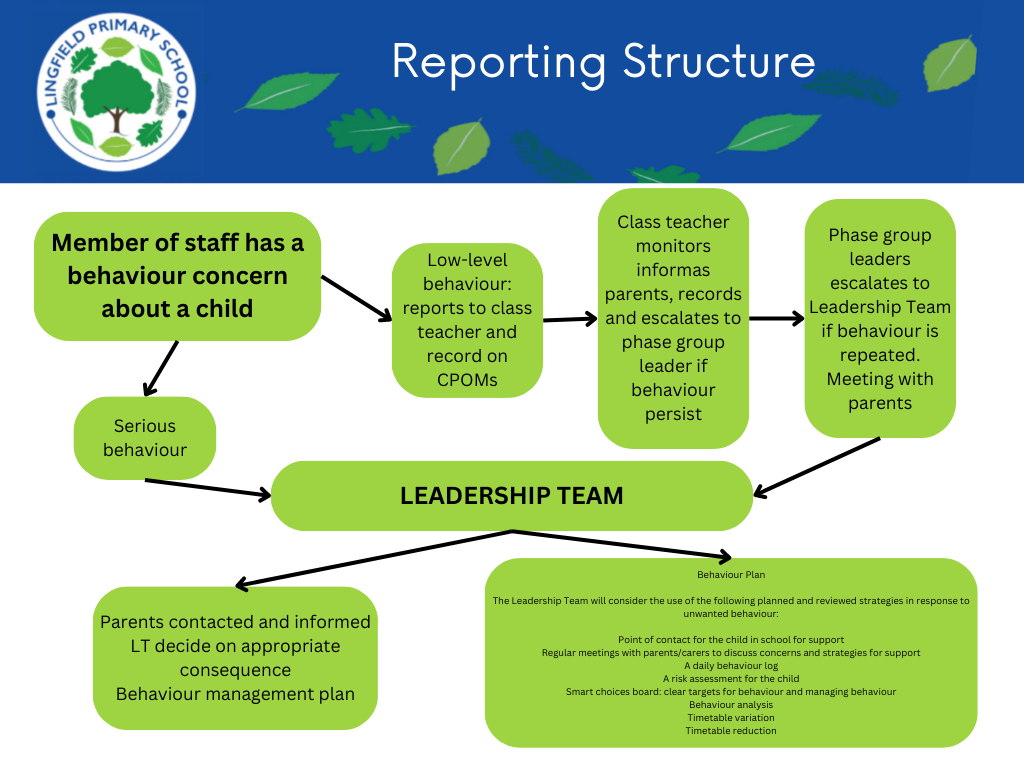 LINGFIELD PRIMARY SCHOOL
Reporting Structure
Member of staff has a
behaviour concern
about a child
Low-level
behaviour:
reports to class
teacher and
record on
CPOMs
Class teacher
monitors
informas
parents, records
and escalates to
phase group
leader if
behaviour
persist
Phase group
leaders
escalates to
Leadership Team
if behaviour is
repeated.
Meeting with
parents
Serious
behaviour
LEADERSHIP TEAM
Parents contacted and informed
LT decide on appropriate
consequence
Behaviour management plan
Behaviour Plan
The Leadership Team will consider the use of the following planned and reviewed strategies in response to
unwanted behaviour:
Point of contact for the child in school for support
Regular meetings with parents/carers to discuss concerns and strategies for support
A daily behaviour log
A risk assessment for the child
Smart choices board: clear targets for behaviour and managing behaviour
Behaviour analysis
Timetable variation
Timetable reduction